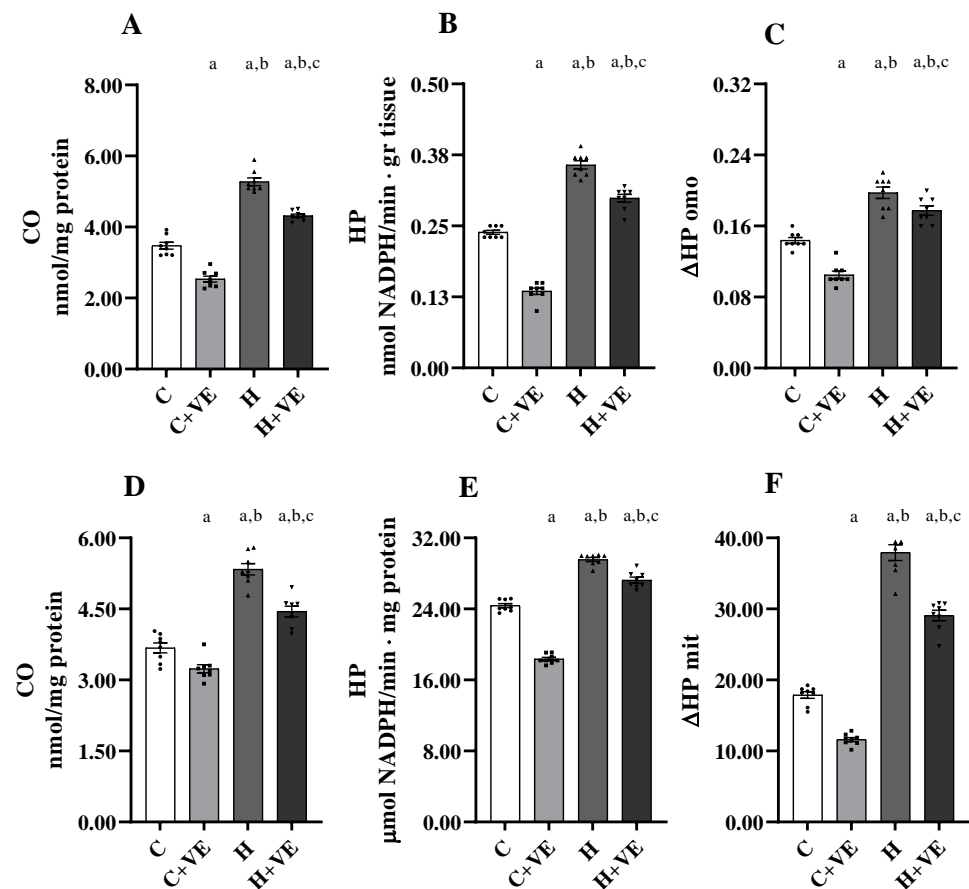 A
a a,b a,b,c
CO
nmol/mg protein
8.00
6.00
4.00
2.00
0.00
C C+VE H H+VE
B
a a,b a,b,c
HP
nmol NADPH/min · gr tissue
0.50
0.38
0.25
0.13
0.00
C C+VE H H+VE
C
a a,b a,b,c
ΔHP omo
0.32
0.24
0.16
0.08
0.00
C C+VE H H+VE
D
a a,b a,b,c
CO
nmol/mg protein
6.00
4.50
3.00
1.50
0.00
C C+VE H H+VE
E
a a,b a,b,c
HP
μmol NADPH/min · mg protein
32.00
24.00
16.00
8.00
0.00
C C+VE H H+VE
F
a a,b a,b,c
ΔHP mit
40.00
30.00
20.00
10.00
0.00
C C+VE H H+VE